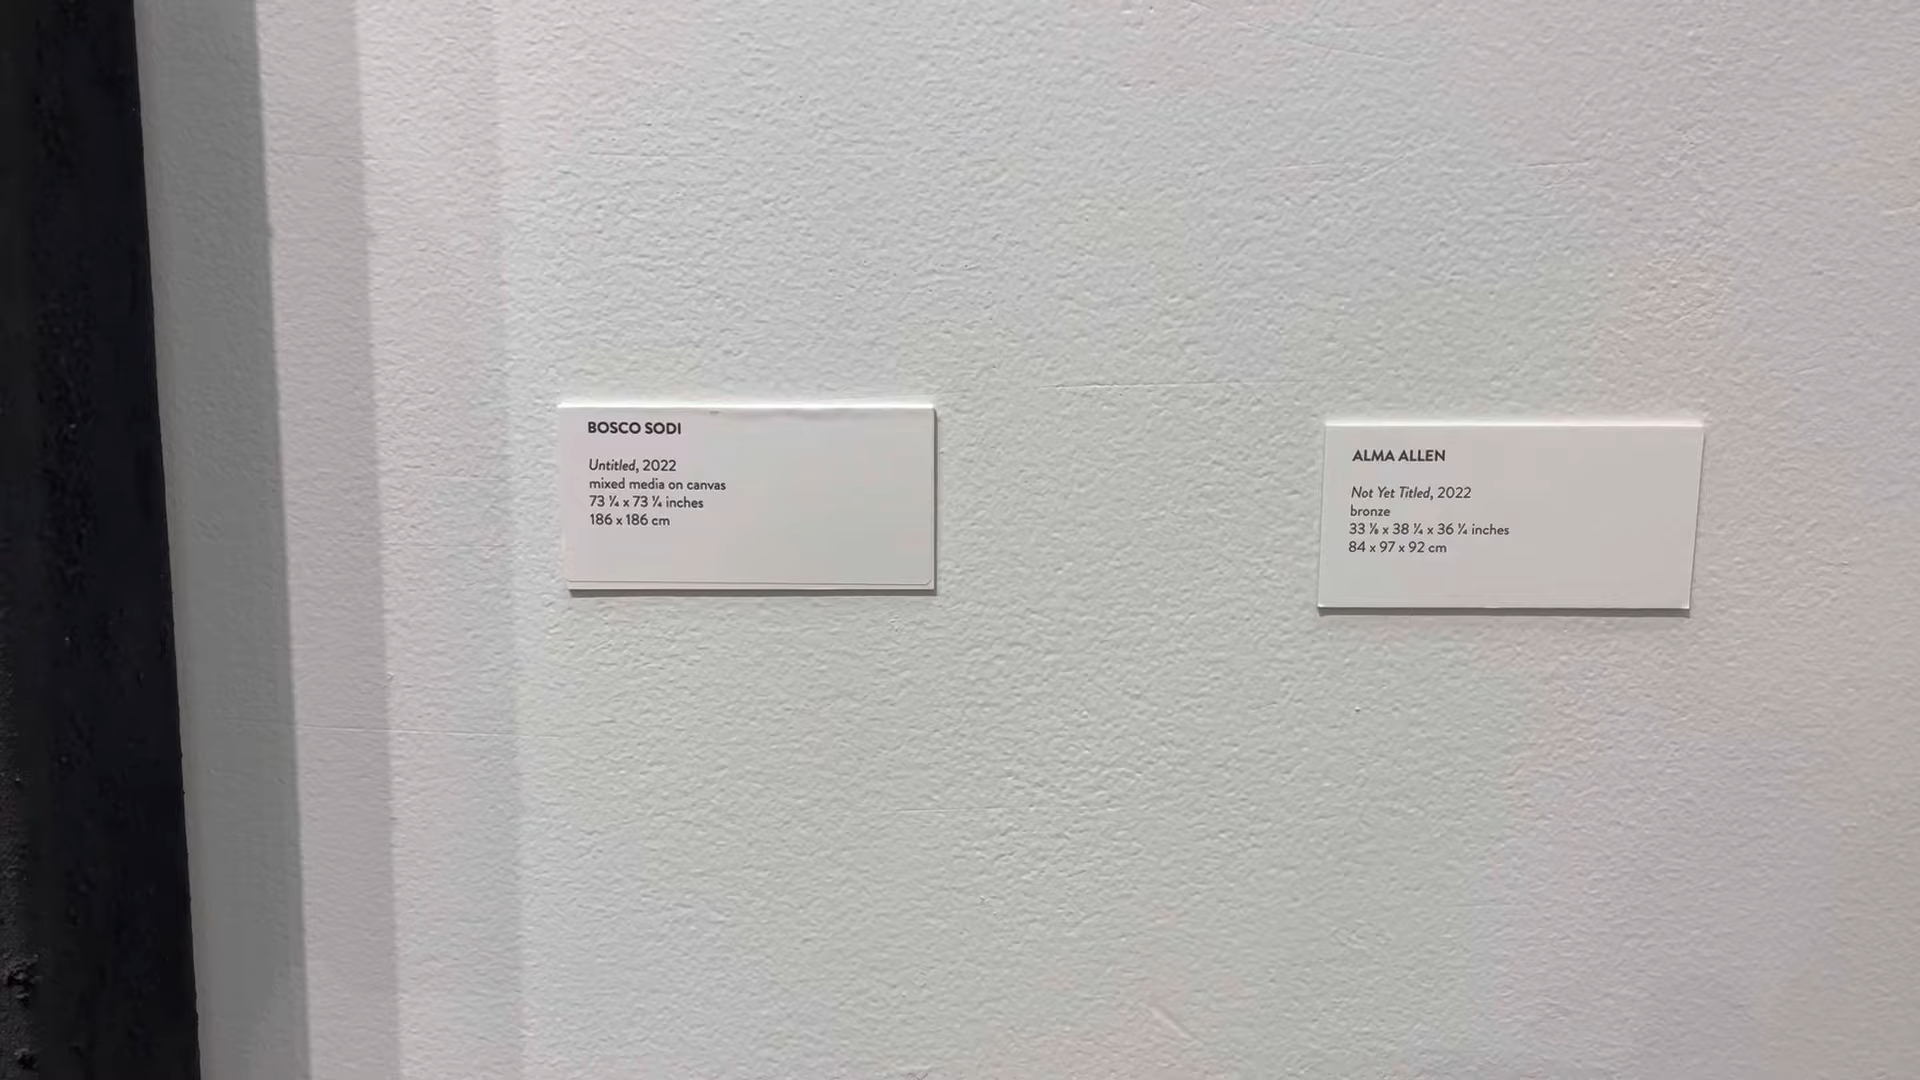 BOSCO SODI
Untitled, 2022
mixed media on canvas
73 ¼ x 73 ¼ inches
186 x 186 cm
ALMA ALLEN
Not Yet Titled, 2022
bronze
33 ⅛ x 38 ¼ x 36 ¼ inches
84 x 97 x 92 cm